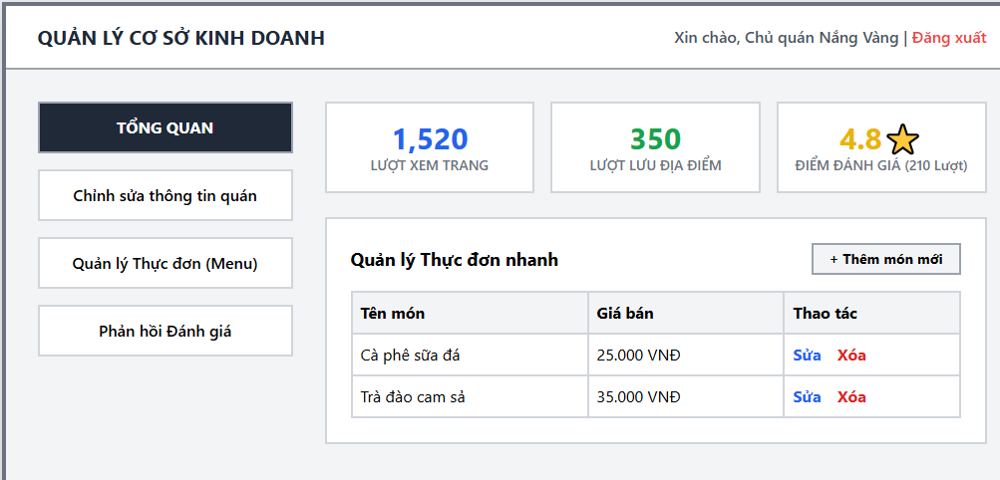 QUẢN LÝ CƠ SỞ KINH DOANH
Xin chào, Chủ quán Nắng Vàng | Đăng xuất
TỔNG QUAN
Chỉnh sửa thông tin quán
Quản lý Thực đơn (Menu)
Phản hồi Đánh giá
1,520
LƯỢT XEM TRANG
350
LƯỢT LƯU ĐỊA ĐIỂM
4.8⭐
ĐIỂM ĐÁNH GIÁ (210 Lượt)
Quản lý Thực đơn nhanh
+ Thêm món mới
Tên món Giá bán Thao tác
Cà phê sữa đá 25.000 VNĐ Sửa Xóa
Trà đào cam sả 35.000 VNĐ Sửa Xóa